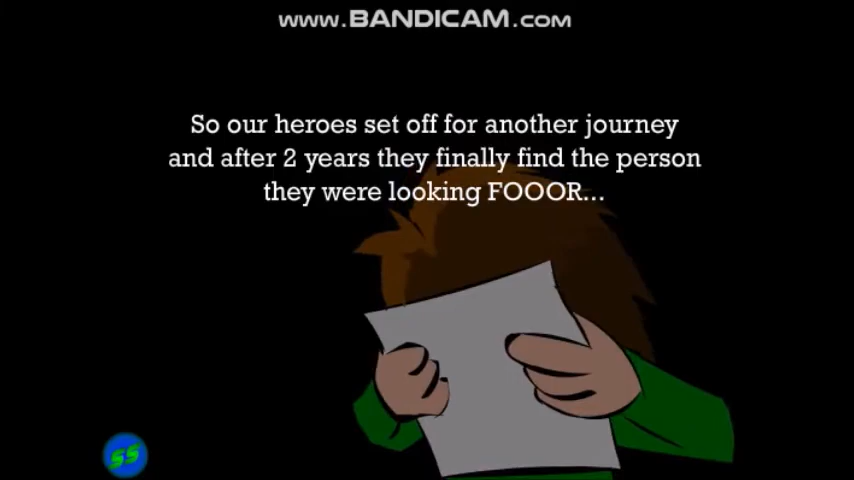 www.BANDICAM.com
So our heroes set off for another journey
and after 2 years they finally find the person
they were looking FOOOR...
SS